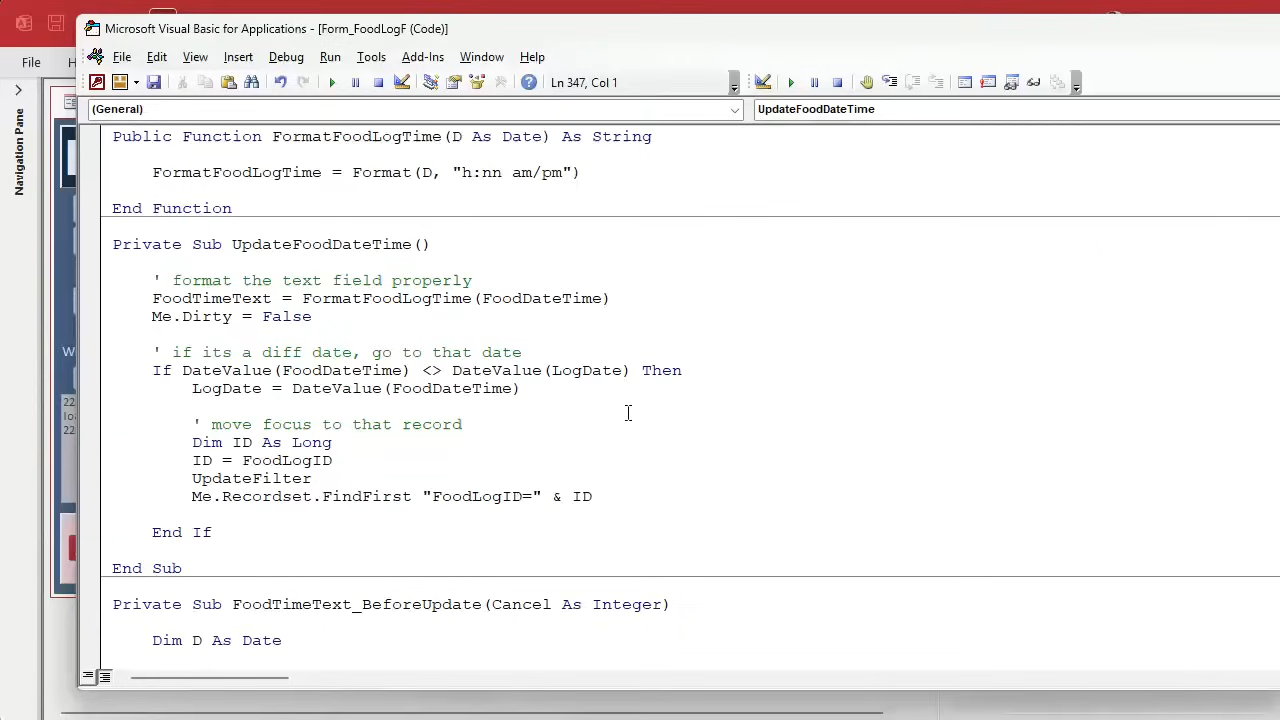 Microsoft Visual Basic for Applications - [Form_FoodLogF (Code)]
File Edit View Insert Debug Run Tools Add-Ins Window Help
File
Ln 347, Col 1
(General)
UpdateFoodDateTime
Navigation Pane
Public Function FormatFoodLogTime(D As Date) As String
FormatFoodLogTime = Format(D, "h:nn am/pm")
End Function
Private Sub UpdateFoodDateTime()
' format the text field properly
FoodTimeText = FormatFoodLogTime(FoodDateTime)
Me.Dirty = False
' if its a diff date, go to that date
If DateValue(FoodDateTime) <> DateValue(LogDate) Then
LogDate = DateValue(FoodDateTime)
' move focus to that record
Dim ID As Long
ID = FoodLogID
UpdateFilter
Me.Recordset.FindFirst "FoodLogID=" & ID
End If
End Sub
Private Sub FoodTimeText_BeforeUpdate(Cancel As Integer)
Dim D As Date